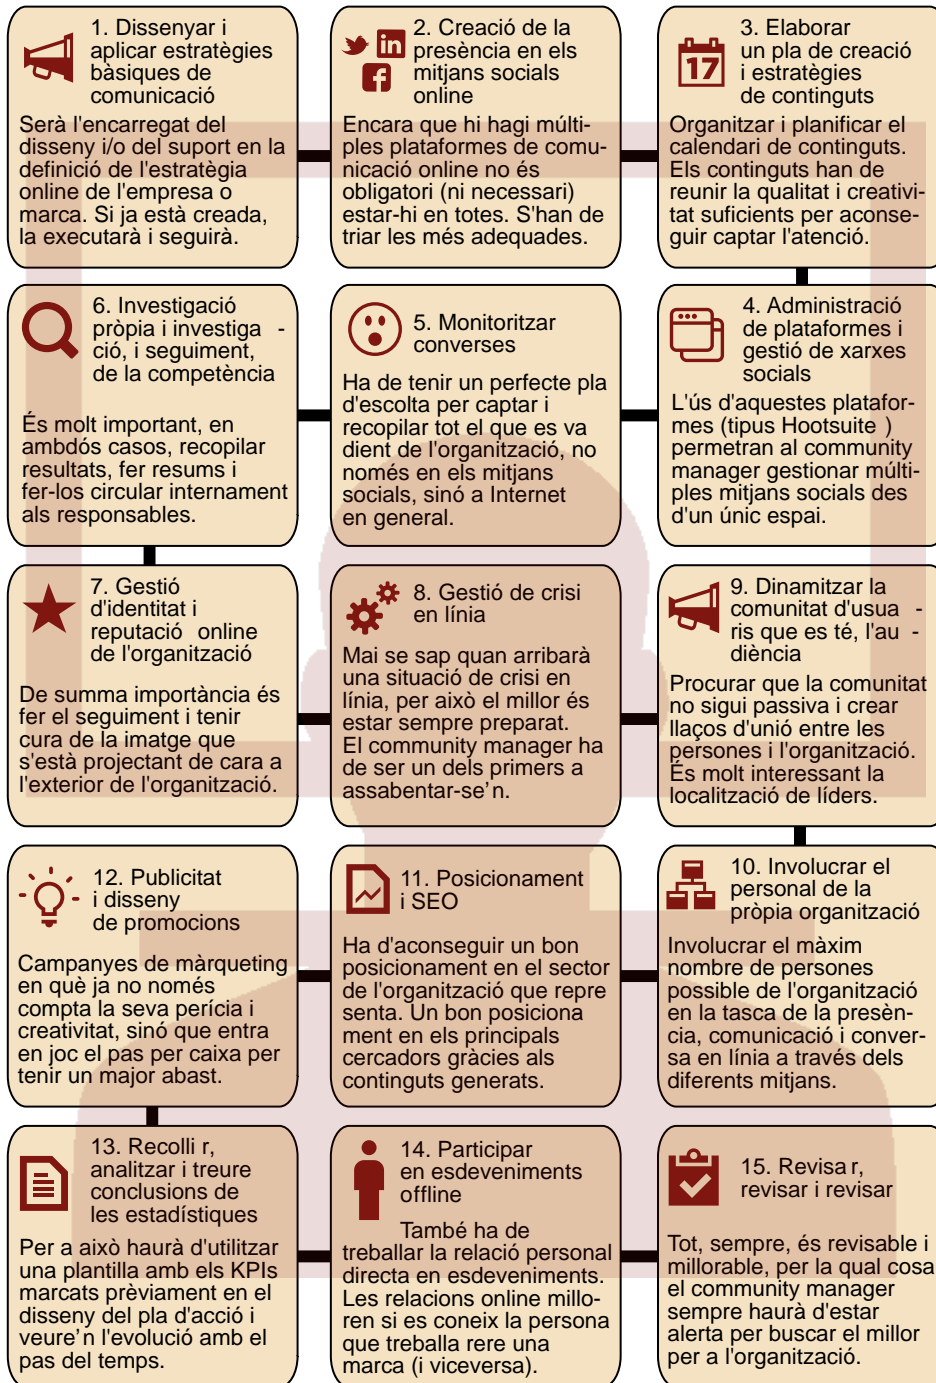 1. Dissenyar i
aplicar estratègies
bàsiques de
comunicació
Serà l'encarregat del
disseny i/o del suport en la
definició de l'estratègia
online de l'empresa o
marca. Si ja està creada,
la executarà i seguirà.
2. Creació de la
presència en els
mitjans socials
online
Encara que hi hagi múlti-
ples plataformes de comu-
nicació online no és
obligatori (ni necessari)
estar-hi en totes. S'han de
triar les més adequades.
17
3. Elaborar
un pla de creació
i estratègies
de continguts
Organitzar i planificar el
calendari de continguts.
Els continguts han de
reunir la qualitat i creativi-
tat suficients per aconse-
guir captar l'atenció.
4. Administració
de plataformes i
gestió de xarxes
socials
L'ús d'aquestes platafor-
mes (tipus Hootsuite )
permetran al community
manager gestionar múlti-
ples mitjans socials des
d'un únic espai.
5. Monitoritzar
converses
Ha de tenir un perfecte pla
d'escolta per captar i
recopilar tot el que es va
dient de l'organització, no
només en els mitjans
socials, sinó a Internet
en general.
6. Investigació
pròpia i investiga -
ció, i seguiment,
de la competència
És molt important, en
ambdós casos, recopilar
resultats, fer resums i
fer-los circular internament
als responsables.
7. Gestió
d'identitat i
reputació online
de l'organització
De summa importància és
fer el seguiment i tenir
cura de la imatge que
s'està projectant de cara a
l'exterior de l'organització.
8. Gestió de crisi
en línia
Mai se sap quan arribarà
una situació de crisi en
línia, per això el millor és
estar sempre preparat.
El community manager ha
de ser un dels primers a
assabentar-se'n.
9. Dinamitzar la
comunitat d'usua -
ris que es té, l'au -
diència
Procurar que la comunitat
no sigui passiva i crear
llaços d'unió entre les
persones i l'organització.
És molt interessant la
localització de líders.
10. Involucrar el
personal de la
pròpia organització
Involucrar el màxim
nombre de persones
possible de l'organització
en la tasca de la presèn-
cia, comunicació i conver-
sa en línia a través dels
diferents mitjans.
11. Posicionament
i SEO
Ha d'aconseguir un bon
posicionament en el sector
de l'organització que repre
senta. Un bon posiciona
ment en els principals
cercadors gràcies als
continguts generats.
12. Publicitat
i disseny
de promocions
Campanyes de màrqueting
en què ja no només
compta la seva perícia i
creativitat, sinó que entra
en joc el pas per caixa per
tenir un major abast.
13. Recolli r,
analitzar i treure
conclusions de
les estadístiques
Per a això haurà d'utilitzar
una plantilla amb els KPIs
marcats prèviament en el
disseny del pla d'acció i
veure'n l'evolució amb el
pas del temps.
14. Participar
en esdeveniments
offline
També ha de
treballar la relació personal
directa en esdeveniments.
Les relacions online millo-
ren si es coneix la persona
que treballa rere una
marca (i viceversa).
15. Revisa r,
revisar i revisar
Tot, sempre, és revisable i
millorable, per la qual cosa
el community manager
sempre haurà d'estar
alerta per buscar el millor
per a l'organització.